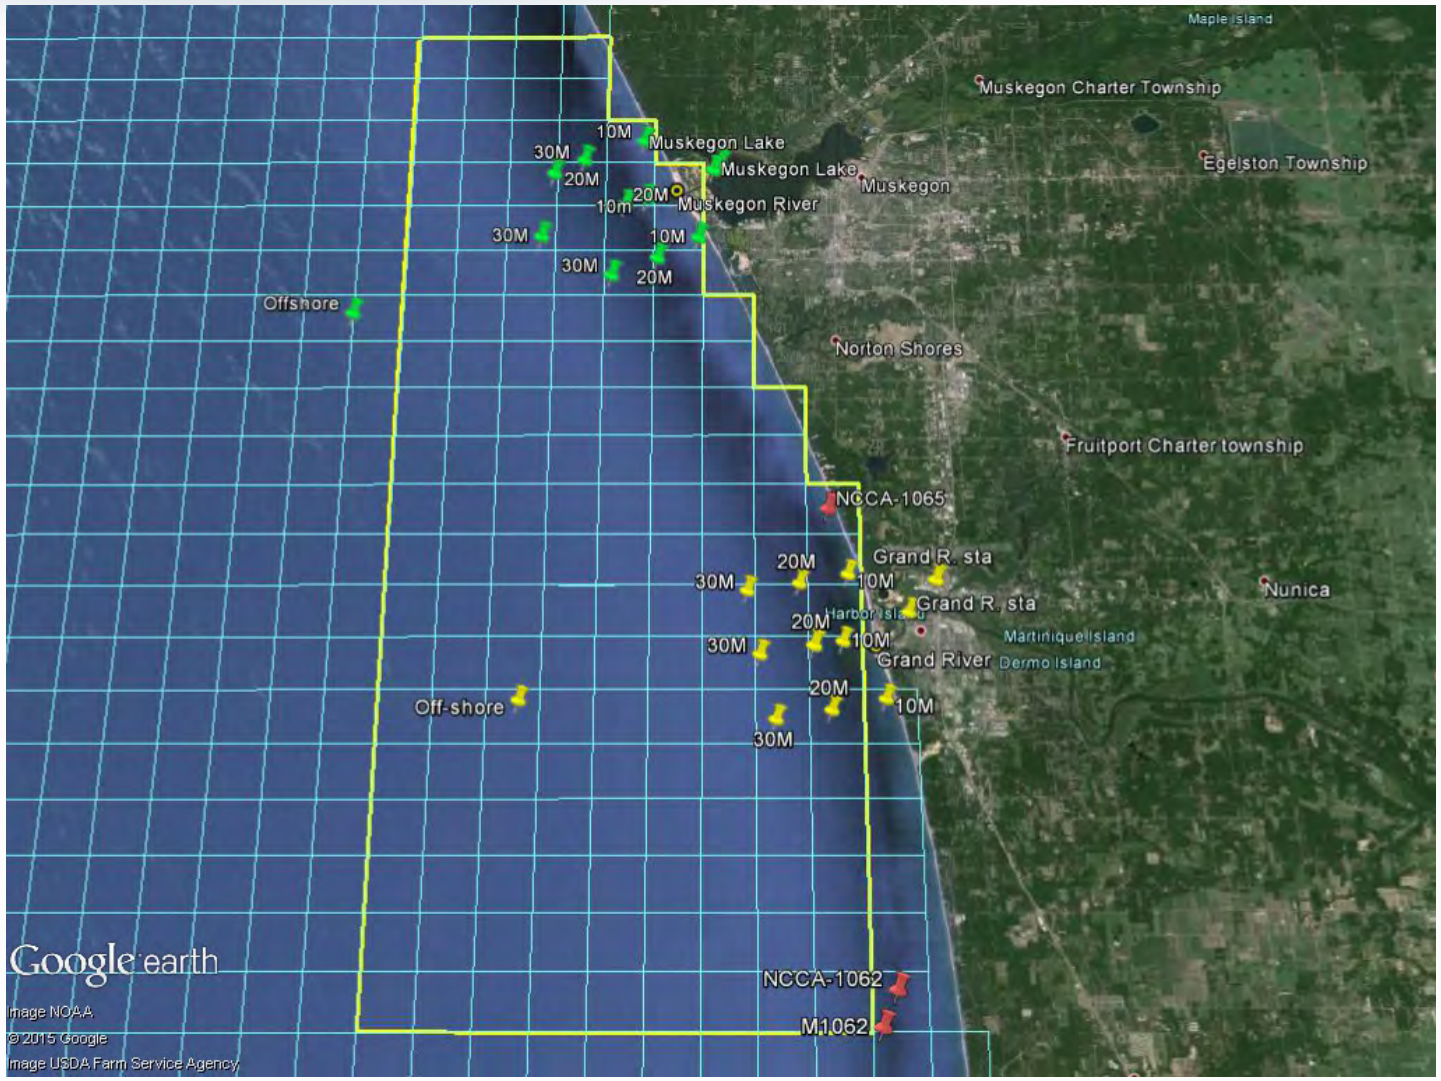 Maple Island
Muskegon Charter Township
10M
Muskegon Lake
30M
Egelston Township
Muskegon Lake
20M
Muskegon
20M
10m
Muskegon River
30M
10M
30M
20M
Offshore
Norton Shores
Fruitport Charter township
NCCA-1065
Grand R. sta
20M
30M
10M
Nunica
Grand R. sta
Harbor Island
20M
Martinique Island
10M
30M
Grand River
Dermo Island
20M
Off-shore
10M
30M
Google earth
NCCA-1062
Image NOAA
M1062
© 2015 Google
Image USDA Farm Service Agency